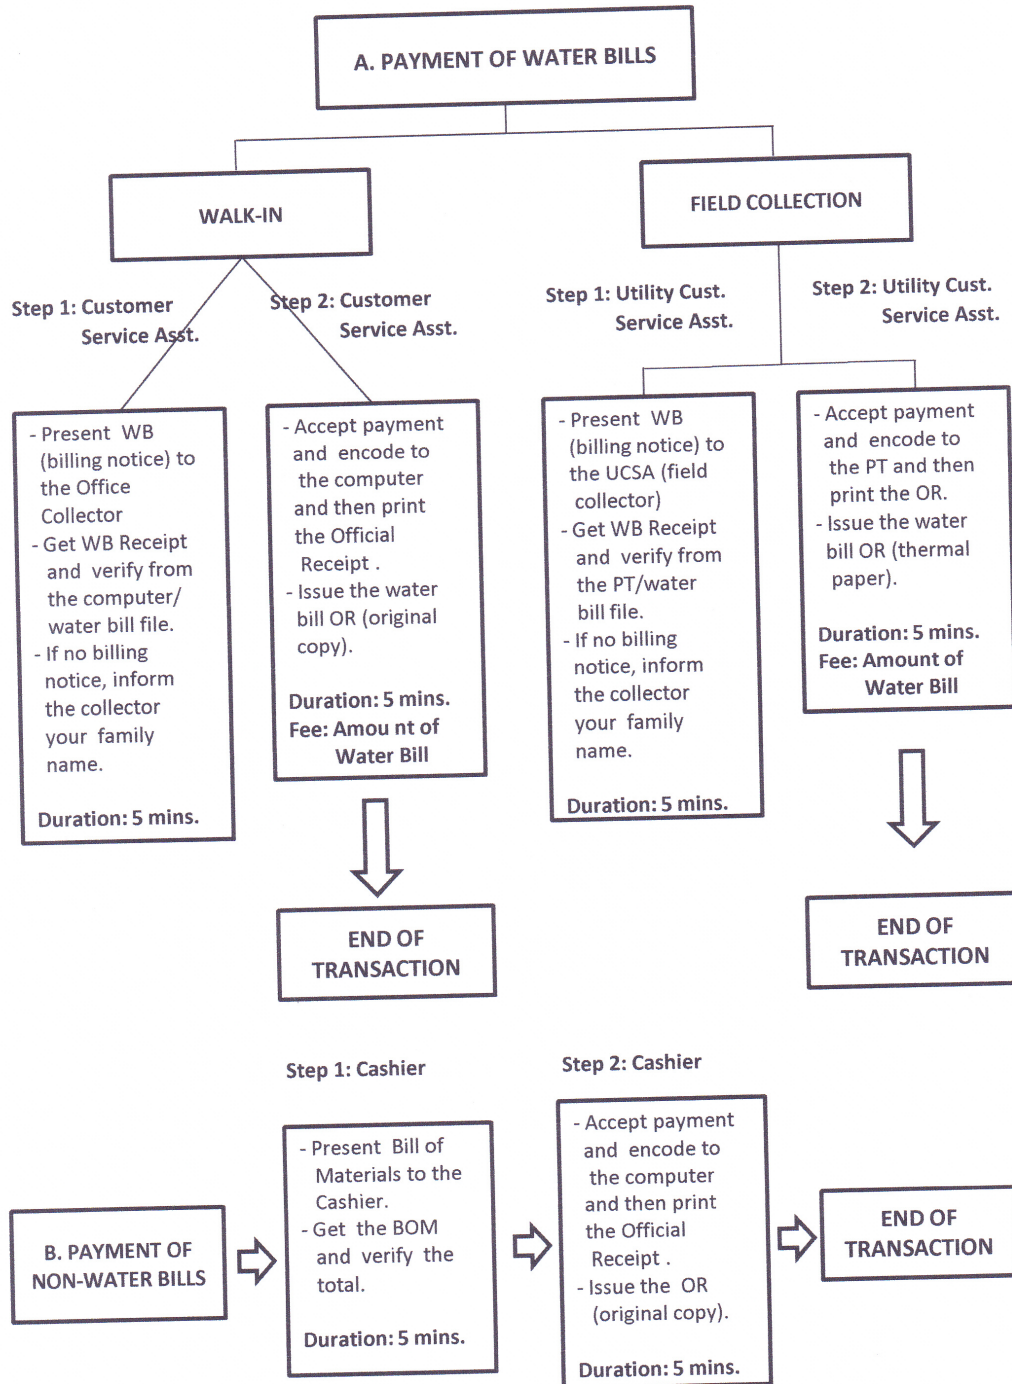 A. PAYMENT OF WATER BILLS
WALK-IN
FIELD COLLECTION
Step 1: Customer
Service Asst.
Step 2: Customer
Service Asst.
Step 1: Utility Cust.
Service Asst.
Step 2: Utility Cust.
Service Asst.
- Present WB
(billing notice) to
the Office
Collector
- Get WB Receipt
and verify from
the computer/
water bill file.
- If no billing
notice, inform
the collector
your family
name.
Duration: 5 mins.
- Accept payment
and encode to
the computer
and then print
the Official
Receipt .
- Issue the water
bill OR (original
copy).
Duration: 5 mins.
Fee: Amou nt of
Water Bill
- Present WB
(billing notice) to
the UCSA (field
collector)
- Get WB Receipt
and verify from
the PT/water
bill file.
- If no billing
notice, inform
the collector
your family
name.
Duration: 5 mins.
- Accept payment
and encode to
the PT and then
print the OR.
- Issue the water
bill OR (thermal
paper).
Duration: 5 mins.
Fee: Amount of
Water Bill
END OF
TRANSACTION
END OF
TRANSACTION
Step 1: Cashier
Step 2: Cashier
B. PAYMENT OF
NON-WATER BILLS
- Present Bill of
Materials to the
Cashier.
- Get the BOM
and verify the
total.
Duration: 5 mins.
- Accept payment
and encode to
the computer
and then print
the Official
Receipt .
- Issue the OR
(original copy).
Duration: 5 mins.
END OF
TRANSACTION